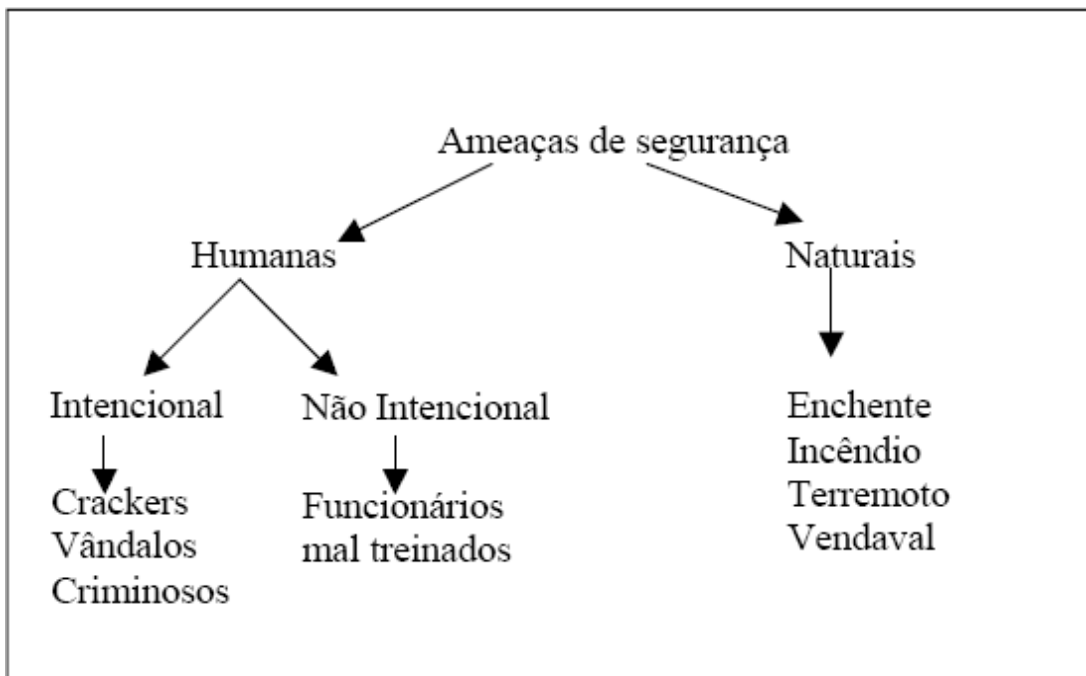 Ameaças de segurança
Humanas
Naturais
Intencional
Não Intencional
Crackers
Vândalos
Criminosos
Funcionários
mal treinados
Enchente
Incêndio
Terremoto
Vendaval